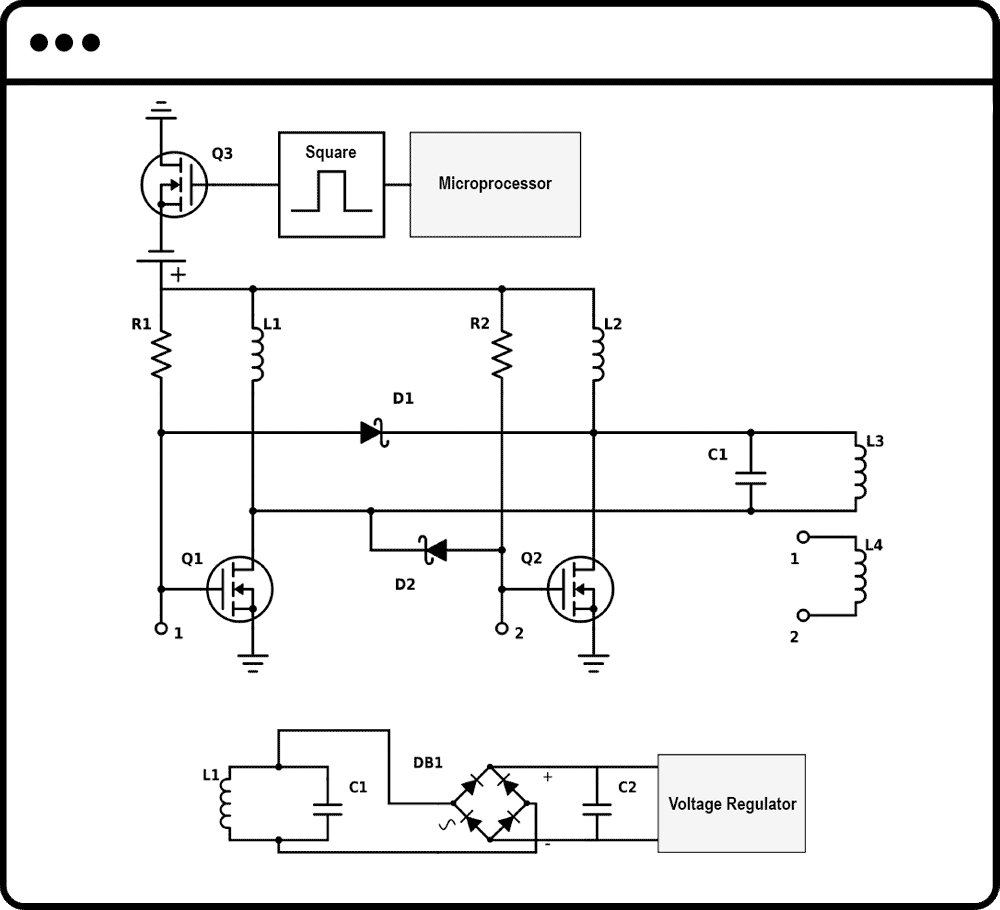 Q3
Square
Microprocessor
+
R1
L1
R2
L2
D1
C1
L3
Q1
D2
Q2
1
L4
1
2
2
L1
C1
DB1
+
C2
Voltage Regulator
-